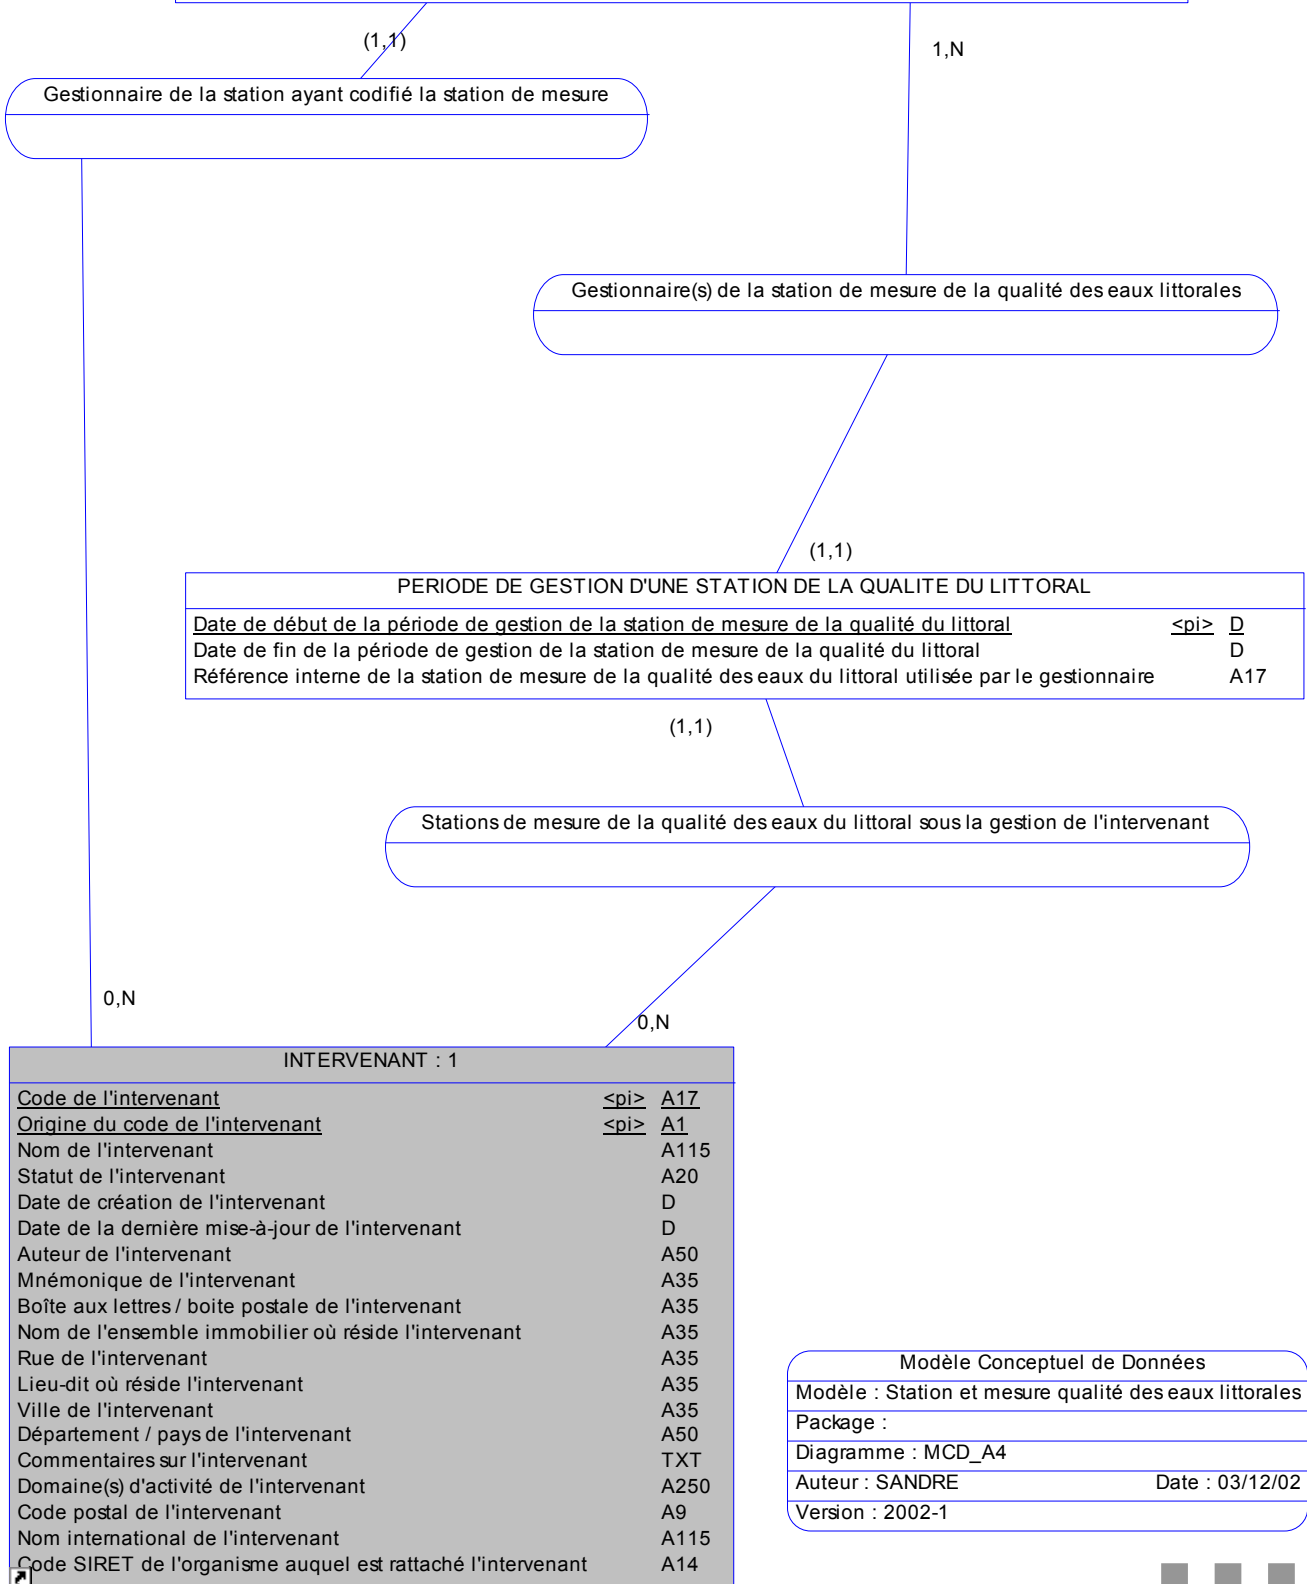 (1,1)
1,N
Gestionnaire de la station ayant codifié la station de mesure
Gestionnaire(s) de la station de mesure de la qualité des eaux littorales
(1,1)
PERIODE DE GESTION D'UNE STATION DE LA QUALITE DU LITTORAL
Date de début de la période de gestion de la station de mesure de la qualité du littoral <pi> D
Date de fin de la période de gestion de la station de mesure de la qualité du littoral D
Référence interne de la station de mesure de la qualité des eaux du littoral utilisée par le gestionnaire A17
(1,1)
Stations de mesure de la qualité des eaux du littoral sous la gestion de l'intervenant
0,N
0,N
INTERVENANT : 1
Code de l'intervenant <pi> A17
Origine du code de l'intervenant <pi> A1
Nom de l'intervenant A115
Statut de l'intervenant A20
Date de création de l'intervenant D
Date de la dernière mise-à-jour de l'intervenant D
Auteur de l'intervenant A50
Mnémonique de l'intervenant A35
Boîte aux lettres / boite postale de l'intervenant A35
Nom de l'ensemble immobilier où réside l'intervenant A35
Rue de l'intervenant A35
Lieu-dit où réside l'intervenant A35
Ville de l'intervenant A35
Département / pays de l'intervenant A50
Commentaires sur l'intervenant TXT
Domaine(s) d'activité de l'intervenant A250
Code postal de l'intervenant A9
Nom international de l'intervenant A115
Code SIRET de l'organisme auquel est rattaché l'intervenant A14
Modèle Conceptuel de Données
Modèle : Station et mesure qualité des eaux littorales
Package :
Diagramme : MCD_A4
Auteur : SANDRE Date : 03/12/02
Version : 2002-1